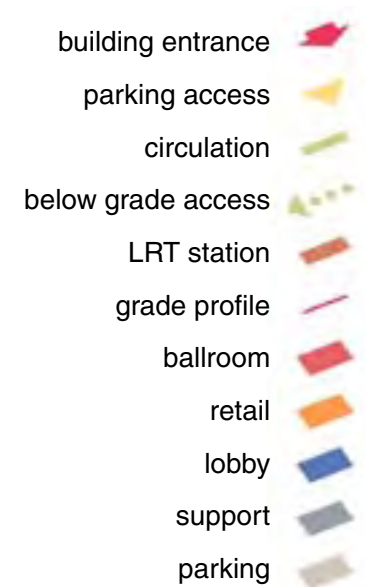 building entrance
parking access
circulation
below grade access
LRT station
grade profile
ballroom
retail
lobby
support
parking